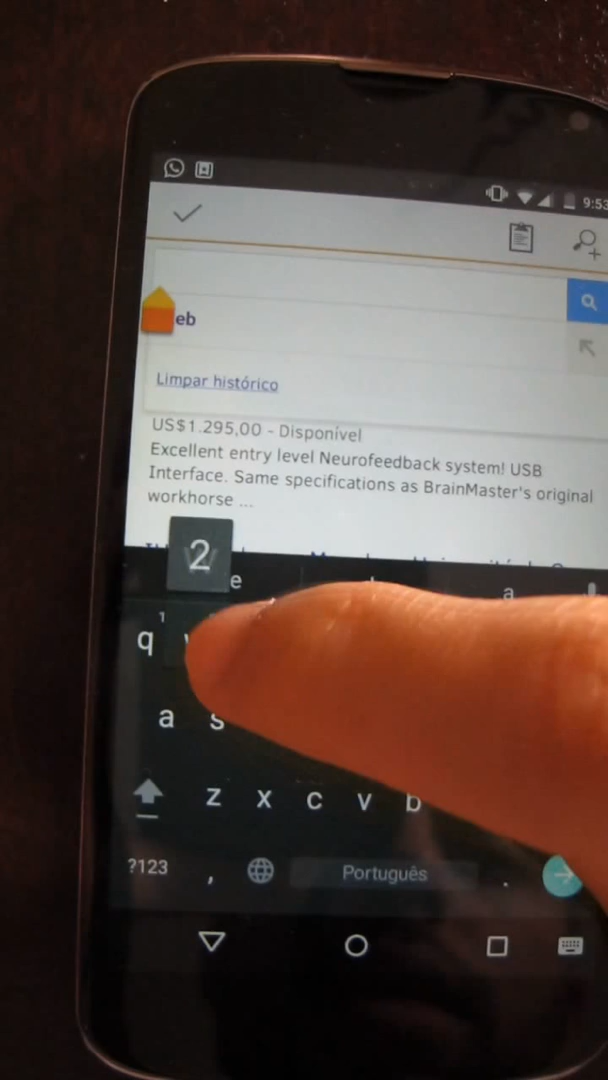 9:53
eb
Limpar histórico
US$1.295,00 - Disponível
Excellent entry level Neurofeedback system! USB
Interface. Same specifications as BrainMaster's original
workhorse ...
2
e
a
1
q
a s
z x c v b
?123 , Português .